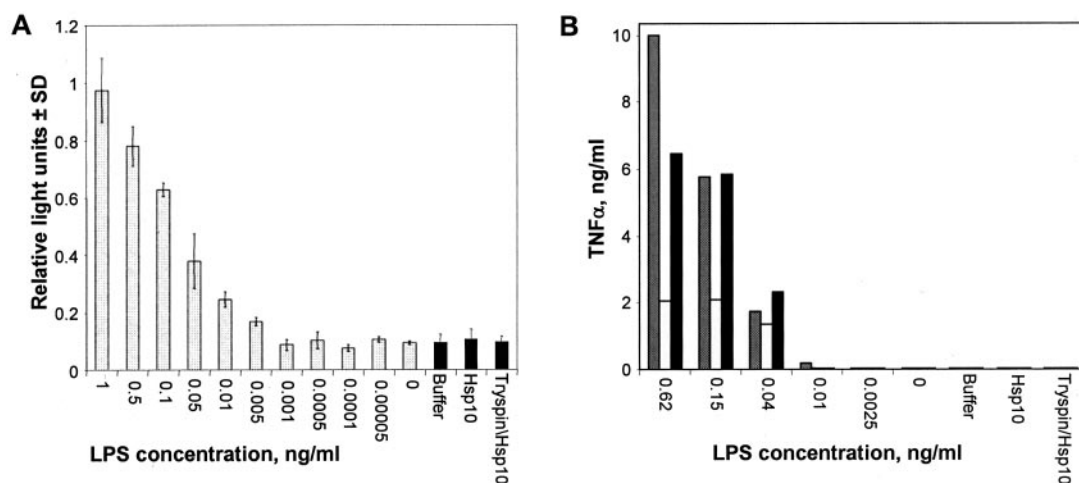 A
Relative light units ± SD
1.2
1
0.8
0.6
0.4
0.2
0
1
0.5
0.1
0.05
0.01
0.005
0.001
0.0005
0.0001
0.00005
0
Buffer
Hsp10
Tryspin\Hsp10
LPS concentration, ng/ml
B
TNFα, ng/ml
10
8
6
4
2
0
0.62
0.15
0.04
0.01
0.0025
0
Buffer
Hsp10
Tryspin/Hsp10
LPS concentration, ng/ml